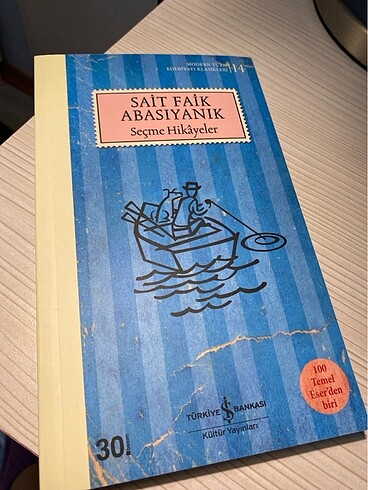 MODERN TÜRK
EDEBİYATI KLASİKLERİ 14
SAİT FAİK
ABASIYANIK
Seçme Hikâyeler
100
Temel
Eser'den
biri
TÜRKİYE İŞ BANKASI
Kültür Yayınları
30.